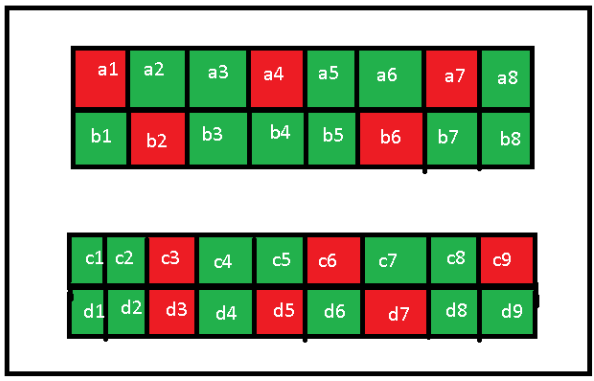 a1 a2 a3 a4 a5 a6 a7 a8
b1 b2 b3 b4 b5 b6 b7 b8
c1 c2 c3 c4 c5 c6 c7 c8 c9
d1 d2 d3 d4 d5 d6 d7 d8 d9